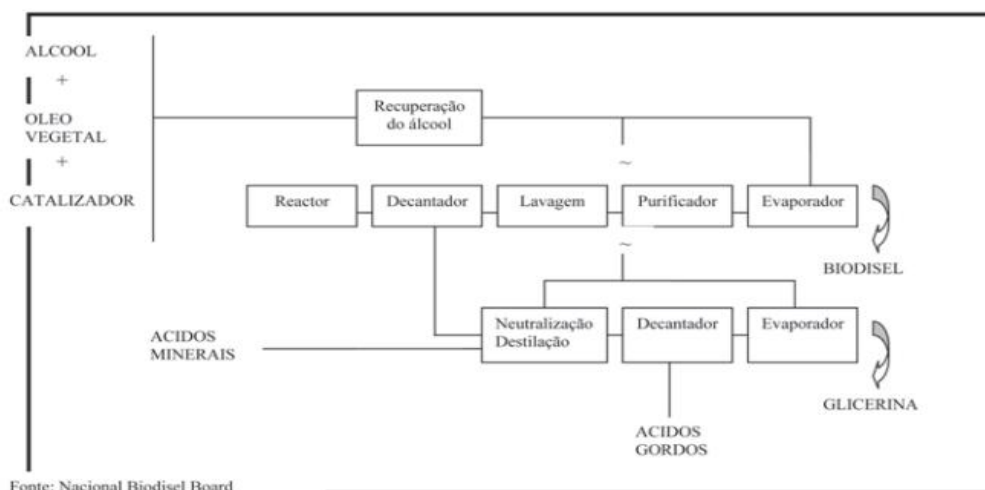 ALCOOL
+
OLEO
VEGETAL
+
CATALIZADOR
Recuperação
do álcool
Reactor
Decantador
Lavagem
Purificador
Evaporador
~
~
BIODISEL
ACIDOS
MINERAIS
Neutralização
Destilação
Decantador
Evaporador
GLICERINA
ACIDOS
GORDOS
Fonte: Nacional Biodisel Board